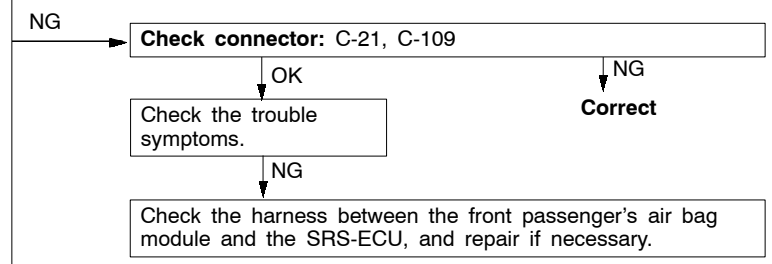 NG
Check connector: C-21, C-109
OK
NG
Check the trouble
symptoms.
Correct
NG
Check the harness between the front passenger's air bag
module and the SRS-ECU, and repair if necessary.